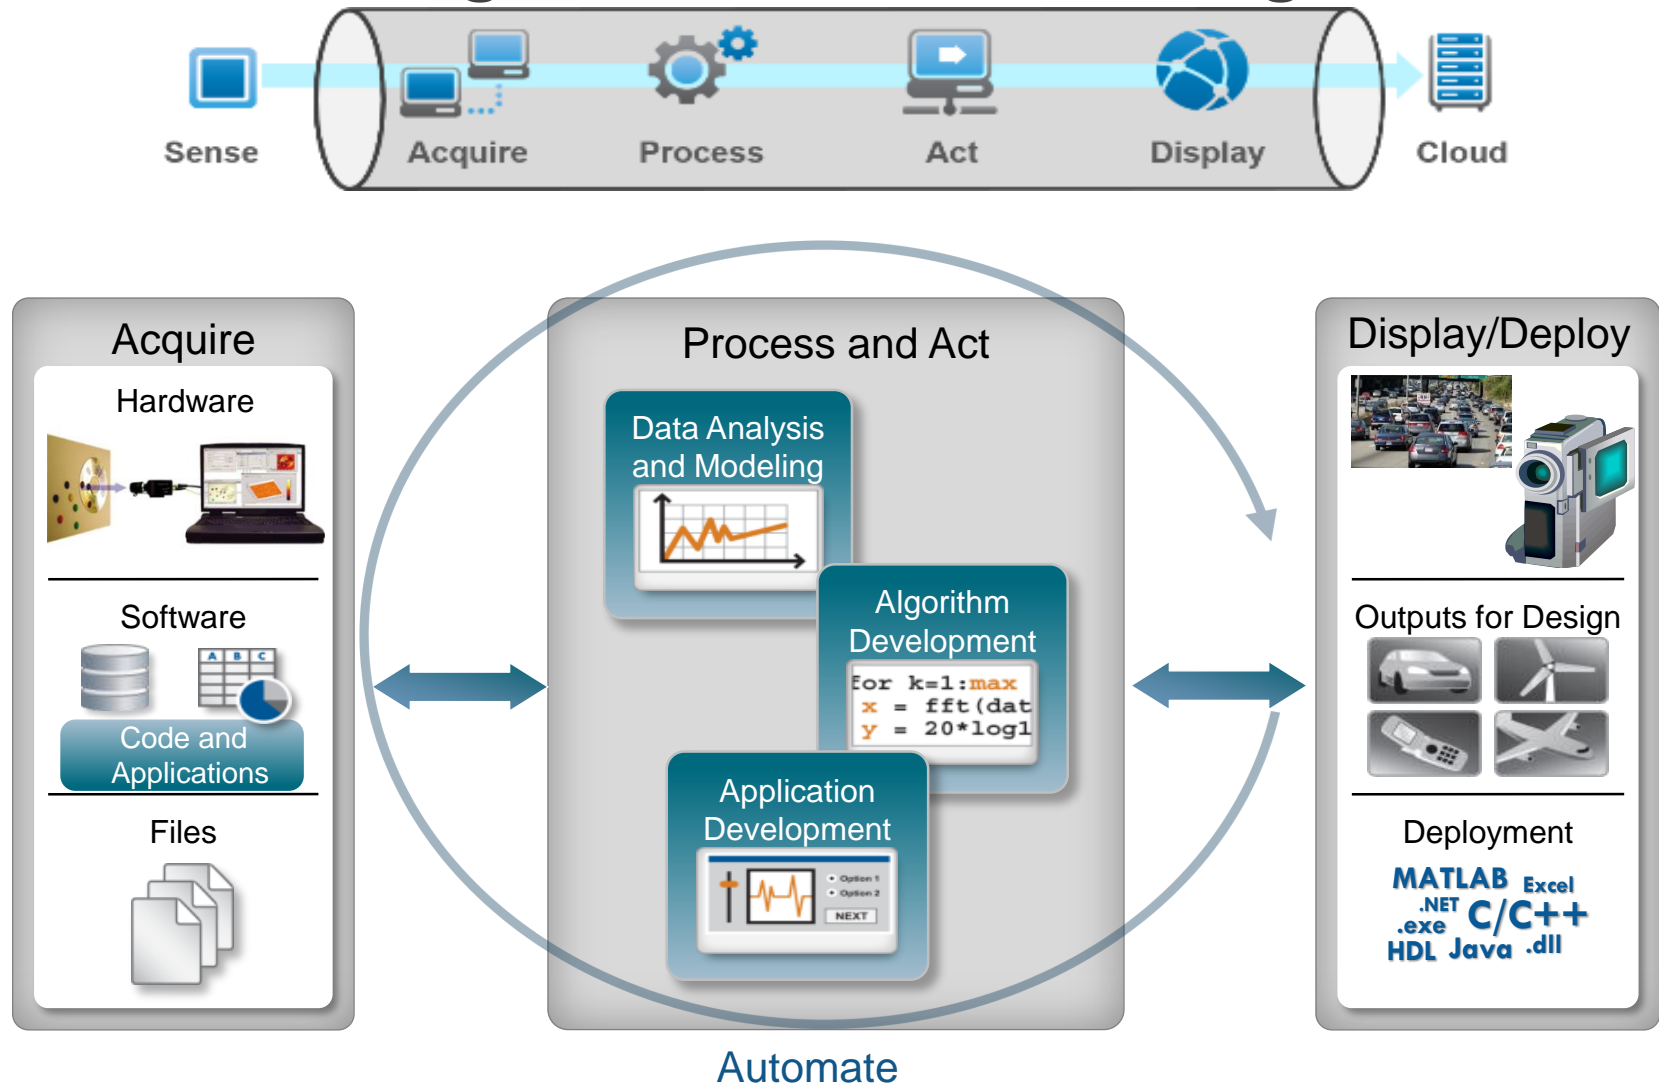 Sense
Acquire
Process
Act
Display
Cloud
Acquire
Hardware
Software
A B C
Code and
Applications
Files
Process and Act
Data Analysis
and Modeling
Algorithm
Development
for k=1:max
x = fft(dat
y = 20*log1
Application
Development
Option 1
Option 2
NEXT
Display/Deploy
Outputs for Design
Deployment
MATLAB Excel
.NET C/C++
.exe
HDL Java .dll
Automate